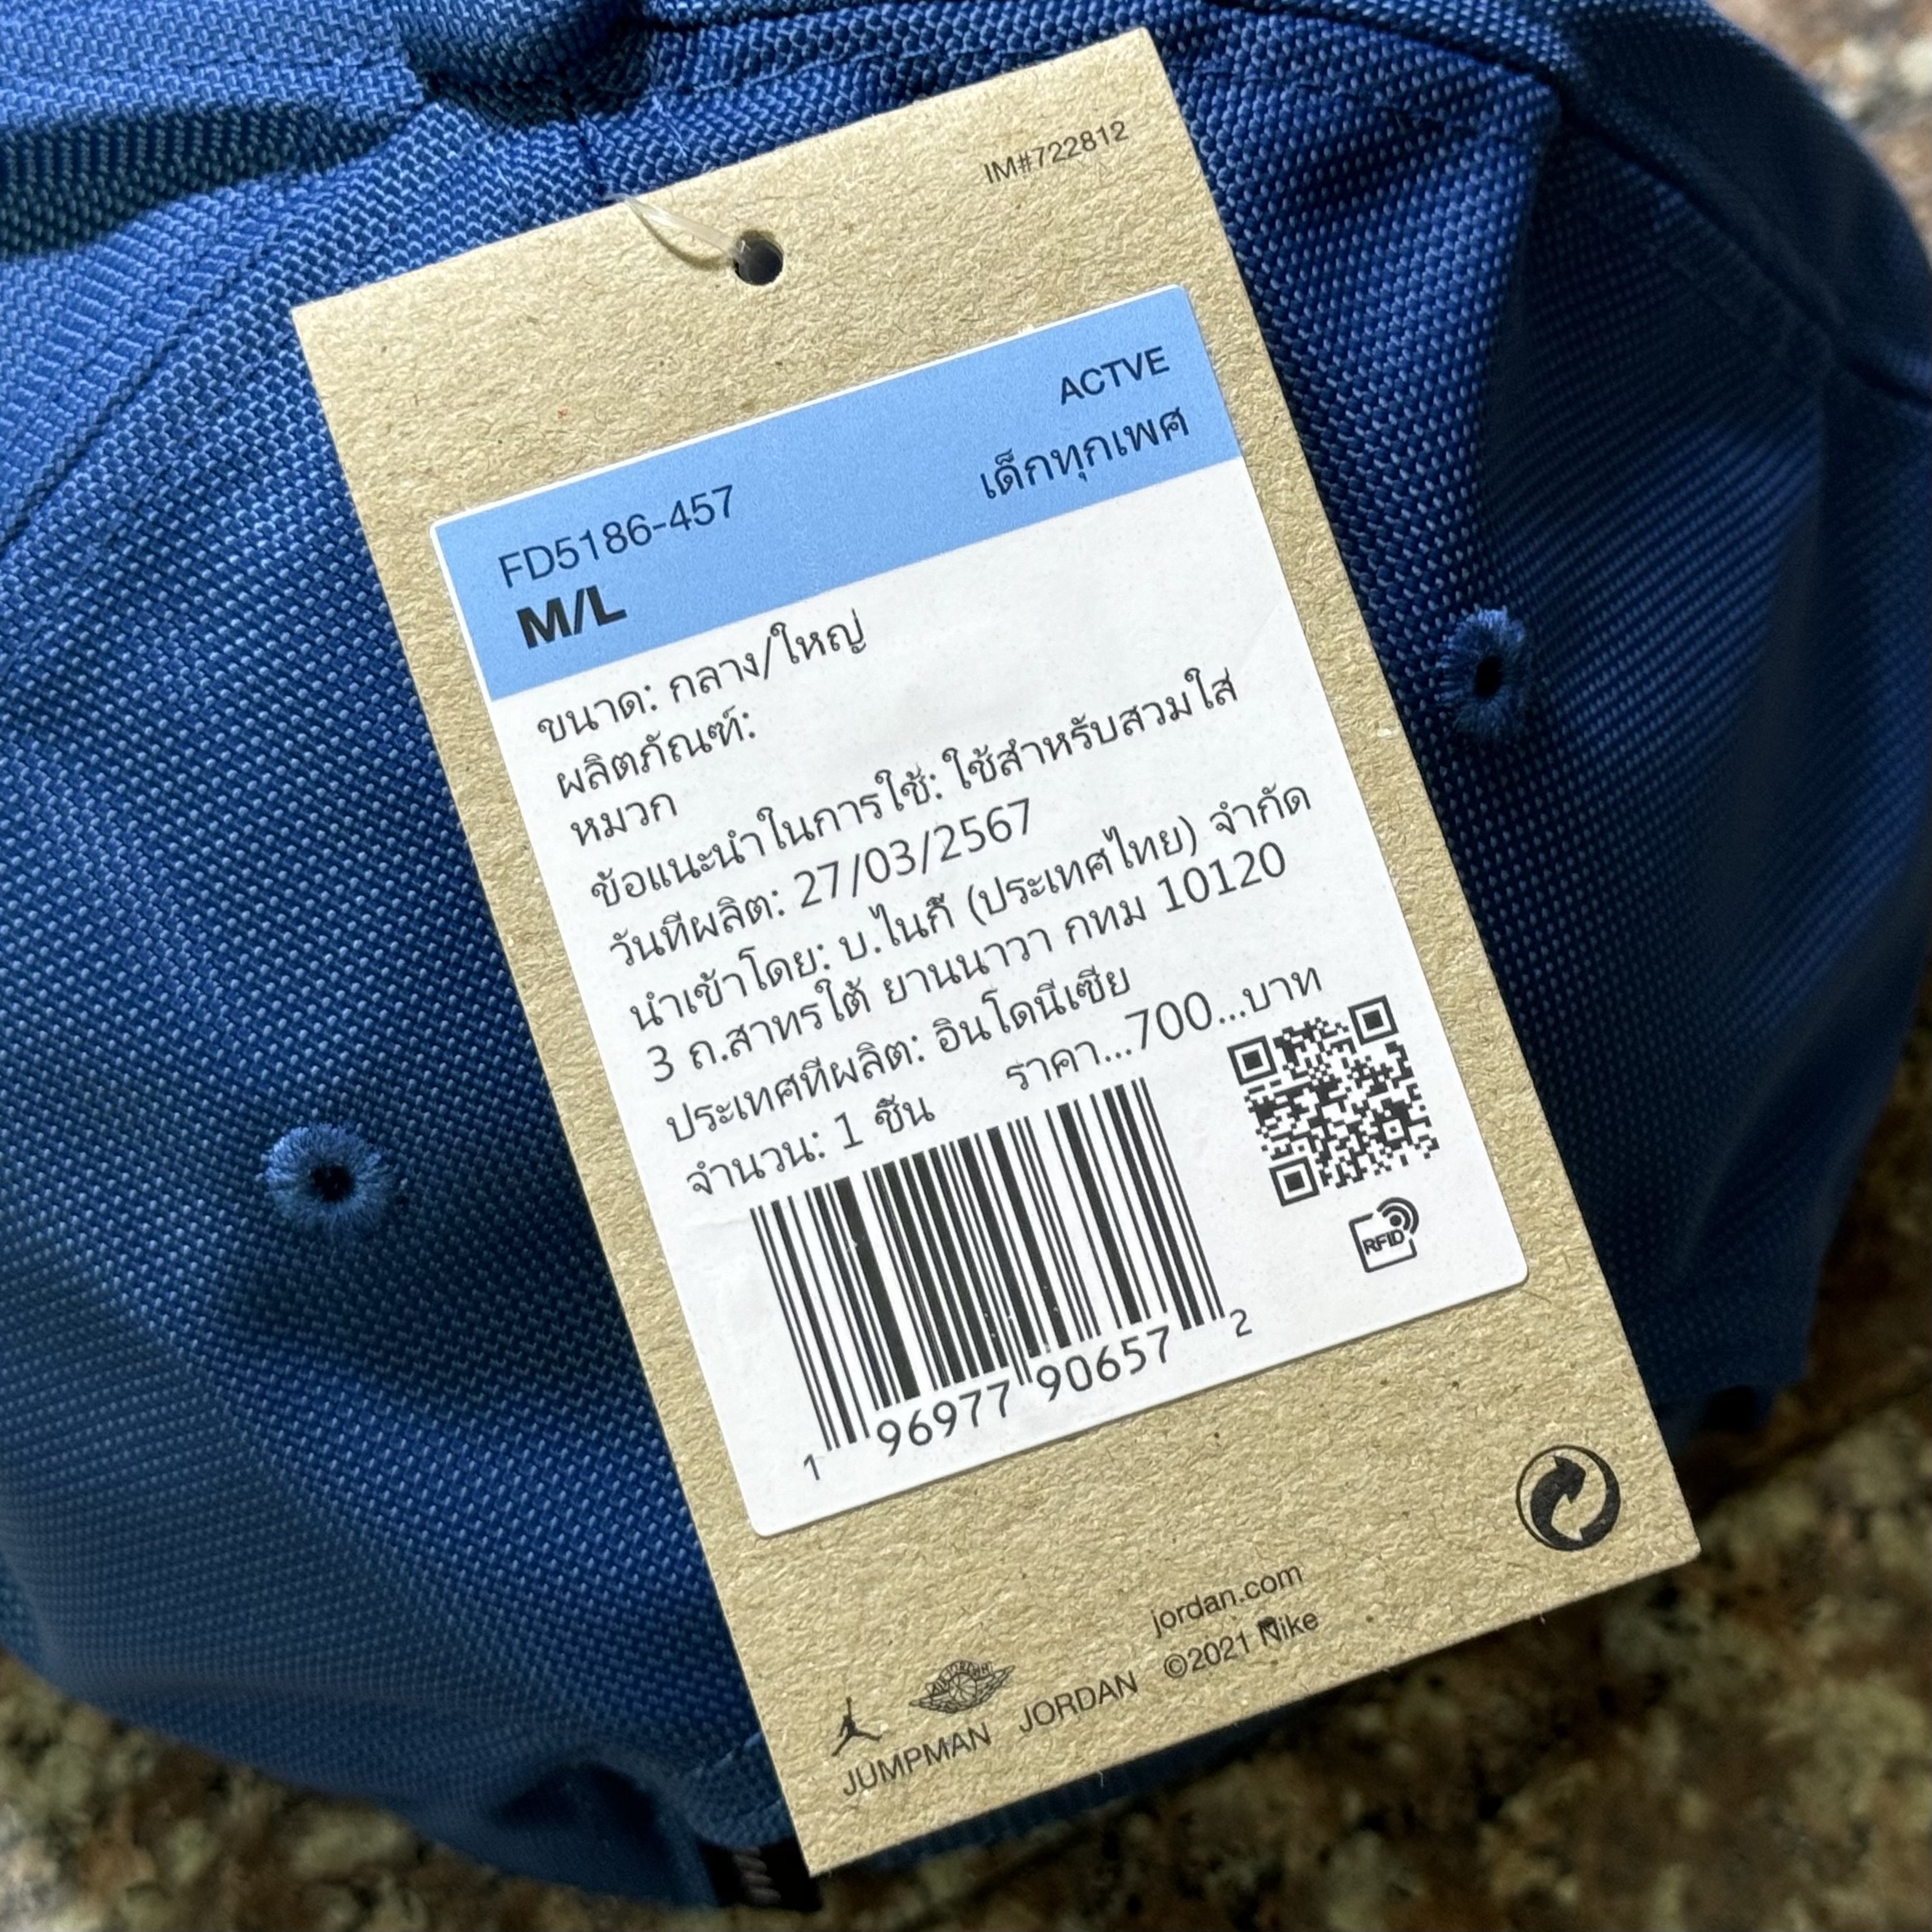 IM#722812
ACTVE
FD5186-457 เด็กทุกเพศ
M/L
ขนาด: กลาง/ใหญ่
ผลิตภัณฑ์:
หมวก
ข้อแนะนำในการใช้: ใช้สำหรับสวมใส่
วันที่ผลิต: 27/03/2567
นำเข้าโดย: บ.ไนกี้ (ประเทศไทย) จำกัด
3 ถ.สาทรใต้ ยานนาวา กทม 10120
ประเทศที่ผลิต: อินโดนีเซีย
จำนวน: 1 ชิ้น ราคา...700...บาท
RFID
1 96977 90657 2
jordan.com
JUMPMAN JORDAN ©2021 Nike